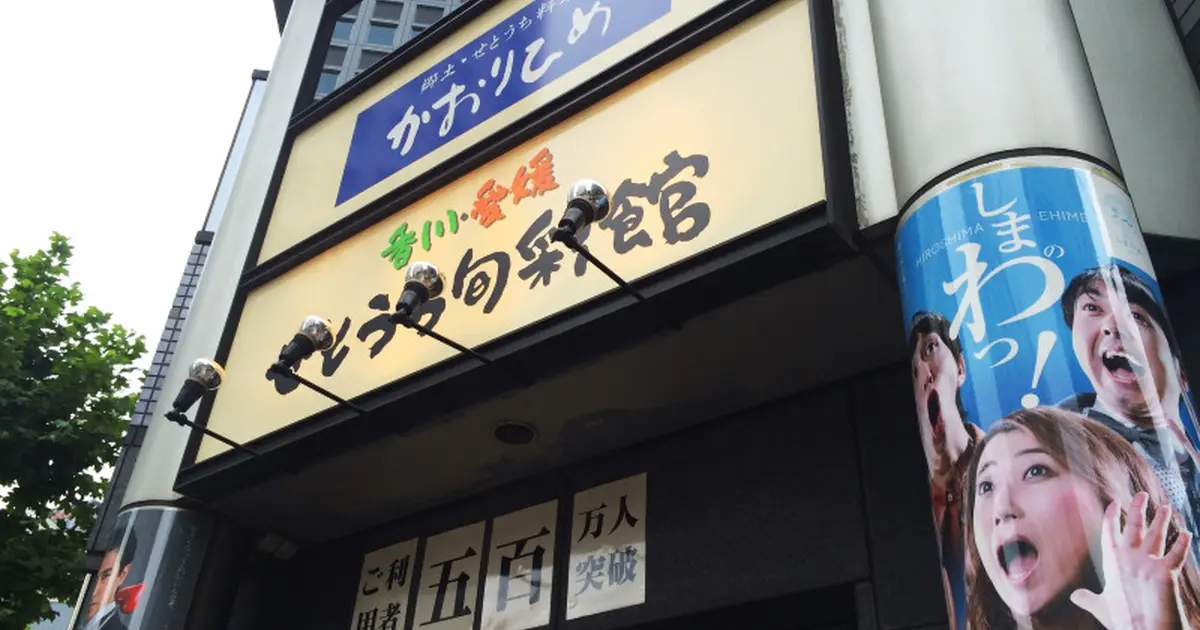 郷土・せとうち料理
かおりひめ
香川・愛媛
せとうち旬彩館
しまの
わっ!
HIROSHIMA
EHIME
ご利用者
五百
万人
突破